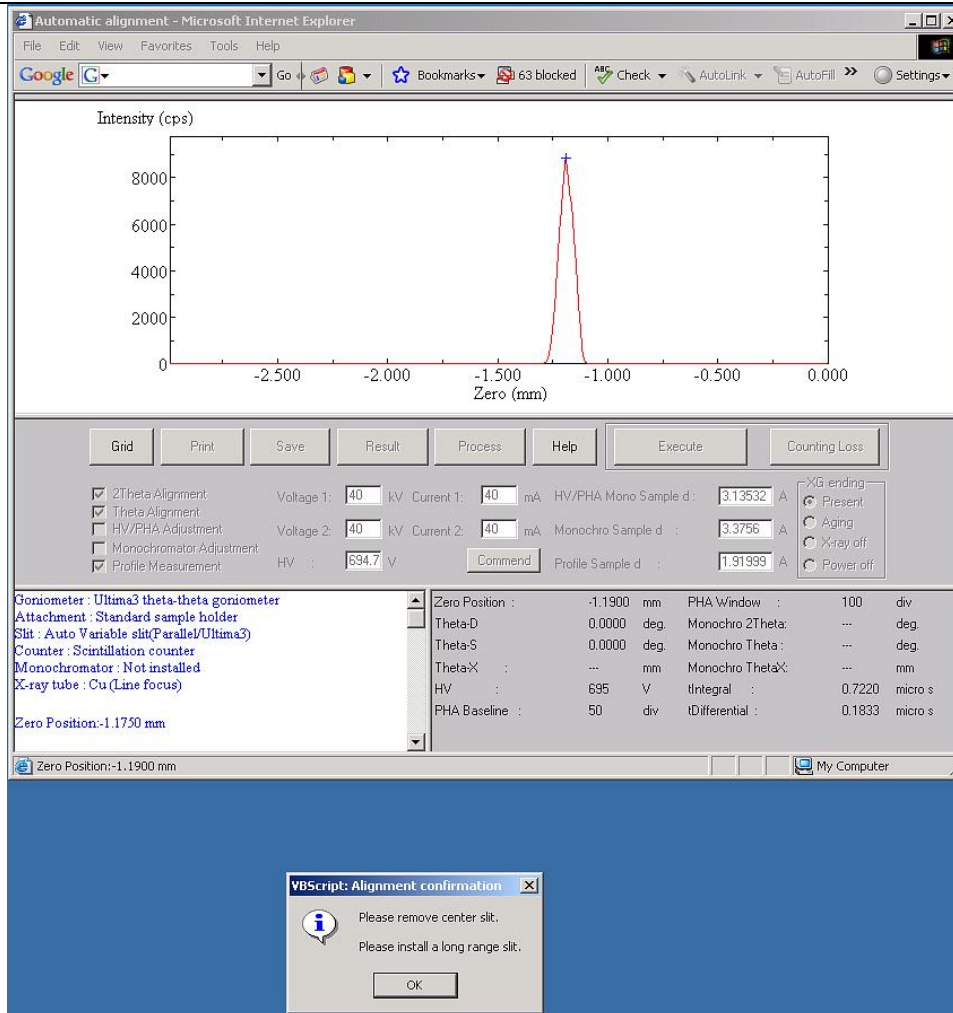 Automatic alignment - Microsoft Internet Explorer
File Edit View Favorites Tools Help
Google G Go Bookmarks 63 blocked ABC Check AutoLink AutoFill » Settings
Intensity (cps)
8000
6000
4000
2000
0
-2.500 -2.000 -1.500 -1.000 -0.500 0.000
Zero (mm)
Grid Print Save Result Process Help Execute Counting Loss
2Theta Alignment
Theta Alignment
HV/PHA Adjustment
Monochromator Adjustment
Profile Measurement
Voltage 1: 40 kV Current 1: 40 mA HV/PHA Mono Sample d : 3.13532 A
Voltage 2: 40 kV Current 2: 40 mA Monochro Sample d : 3.3756 A
HV : 694.7 V Commend Profile Sample d : 1.91999 A
XG ending
Present
Aging
X-ray off
Power off
Goniometer : Ultima3 theta-theta goniometer
Attachment : Standard sample holder
Slit : Auto Variable slit(Parallel/Ultima3)
Counter : Scintillation counter
Monochromator : Not installed
X-ray tube : Cu (Line focus)
Zero Position:-1.1750 mm
Zero Position : -1.1900 mm PHA Window : 100 div
Theta-D 0.0000 deg. Monochro 2Theta: --- deg.
Theta-S 0.0000 deg. Monochro Theta : --- deg.
Theta-X : --- mm Monochro ThetaX: --- mm
HV : 695 V tIntegral : 0.7220 micro s
PHA Baseline : 50 div tDifferential : 0.1833 micro s
Zero Position:-1.1900 mm My Computer
VBScript: Alignment confirmation
Please remove center slit.
Please install a long range slit.
OK